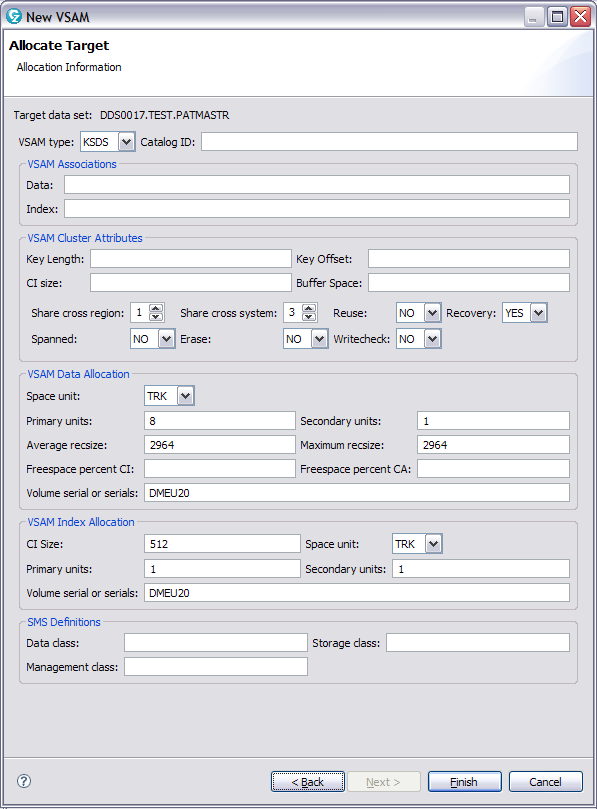 New VSAM
Allocate Target
Allocation Information
Target data set: DDS0017.TEST.PATMASTR
VSAM type: KSDS Catalog ID:
VSAM Associations
Data:
Index:
VSAM Cluster Attributes
Key Length: Key Offset:
CI size: Buffer Space:
Share cross region: 1 Share cross system: 3 Reuse: NO Recovery: YES
Spanned: NO Erase: NO Writecheck: NO
VSAM Data Allocation
Space unit: TRK
Primary units: 8 Secondary units: 1
Average recsize: 2964 Maximum recsize: 2964
Freespace percent CI: Freespace percent CA:
Volume serial or serials: DMEU20
VSAM Index Allocation
CI Size: 512 Space unit: TRK
Primary units: 1 Secondary units: 1
Volume serial or serials: DMEU20
SMS Definitions
Data class: Storage class:
Management class:
? < Back Next > Finish Cancel